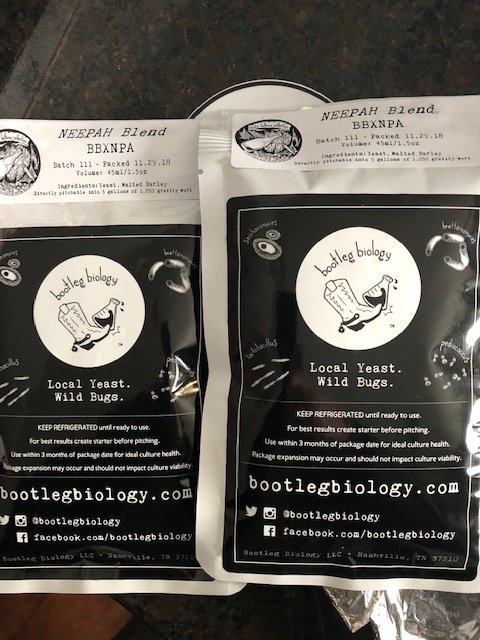 NEEPAH Blend
BBXNPA
Batch 111 - Packed 11.29.18
Volume: 45ml/1.5oz
Ingredients: Yeast, Malted Barley
Directly pitchable into 5 gallons of 1.050 gravity wort
bootleg biology
TM
Local Yeast.
Wild Bugs.
KEEP REFRIGERATED until ready to use.
For best results create starter before pitching.
Use within 3 months of package date for ideal culture health.
Package expansion may occur and should not impact culture viability.
bootlegbiology.com
@bootlegbiology
facebook.com/bootlegbiology
Bootleg Biology LLC • Nashville, TN 37210
NEEPAH Blend
BBXNPA
Batch 111 - Packed 11.29.18
Volume: 45ml/1.5oz
Ingredients: Yeast, Malted Barley
Directly pitchable into 5 gallons of 1.050 gravity wort
saccharomyces
brettanomyces
bootleg biology
TM
lactobacillus
pediococcus
Local Yeast.
Wild Bugs.
KEEP REFRIGERATED until ready to use.
For best results create starter before pitching.
Use within 3 months of package date for ideal culture health.
Package expansion may occur and should not impact culture viability.
bootlegbiology.com
@bootlegbiology
facebook.com/bootlegbiology
Bootleg Biology LLC • Nashville, TN 37210